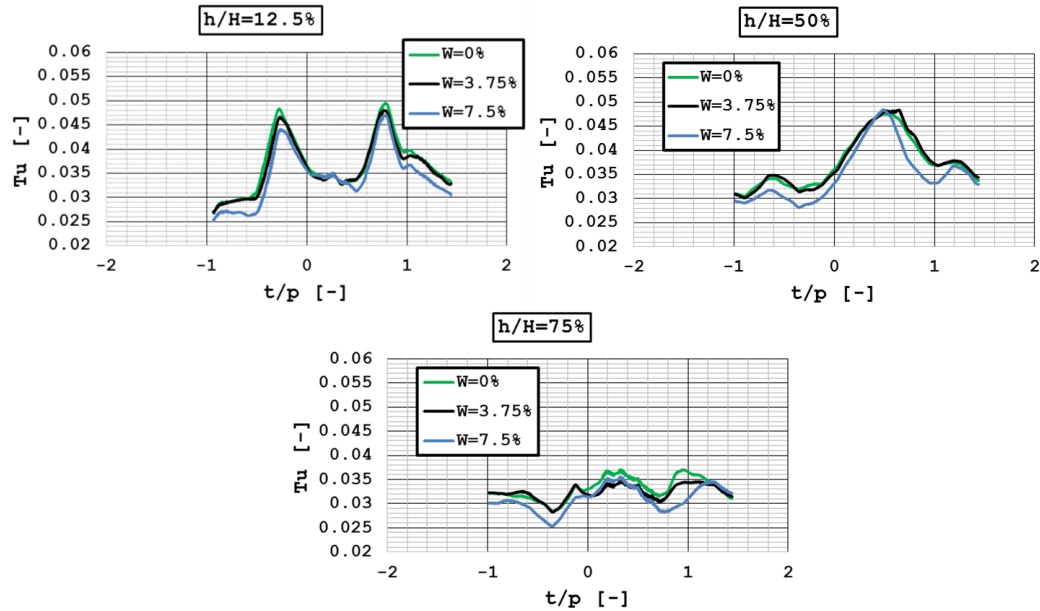 h/H=12.5%
0.06
0.055
0.05
0.045
0.04
0.035
0.03
0.025
0.02
Tu [-]
-2 -1 0 1 2
t/p [-]
W=0%
W=3.75%
W=7.5%
h/H=50%
0.06
0.055
0.05
0.045
0.04
0.035
0.03
0.025
0.02
Tu [-]
-2 -1 0 1 2
t/p [-]
W=0%
W=3.75%
W=7.5%
h/H=75%
0.06
0.055
0.05
0.045
0.04
0.035
0.03
0.025
0.02
Tu [-]
-2 -1 0 1 2
t/p [-]
W=0%
W=3.75%
W=7.5%